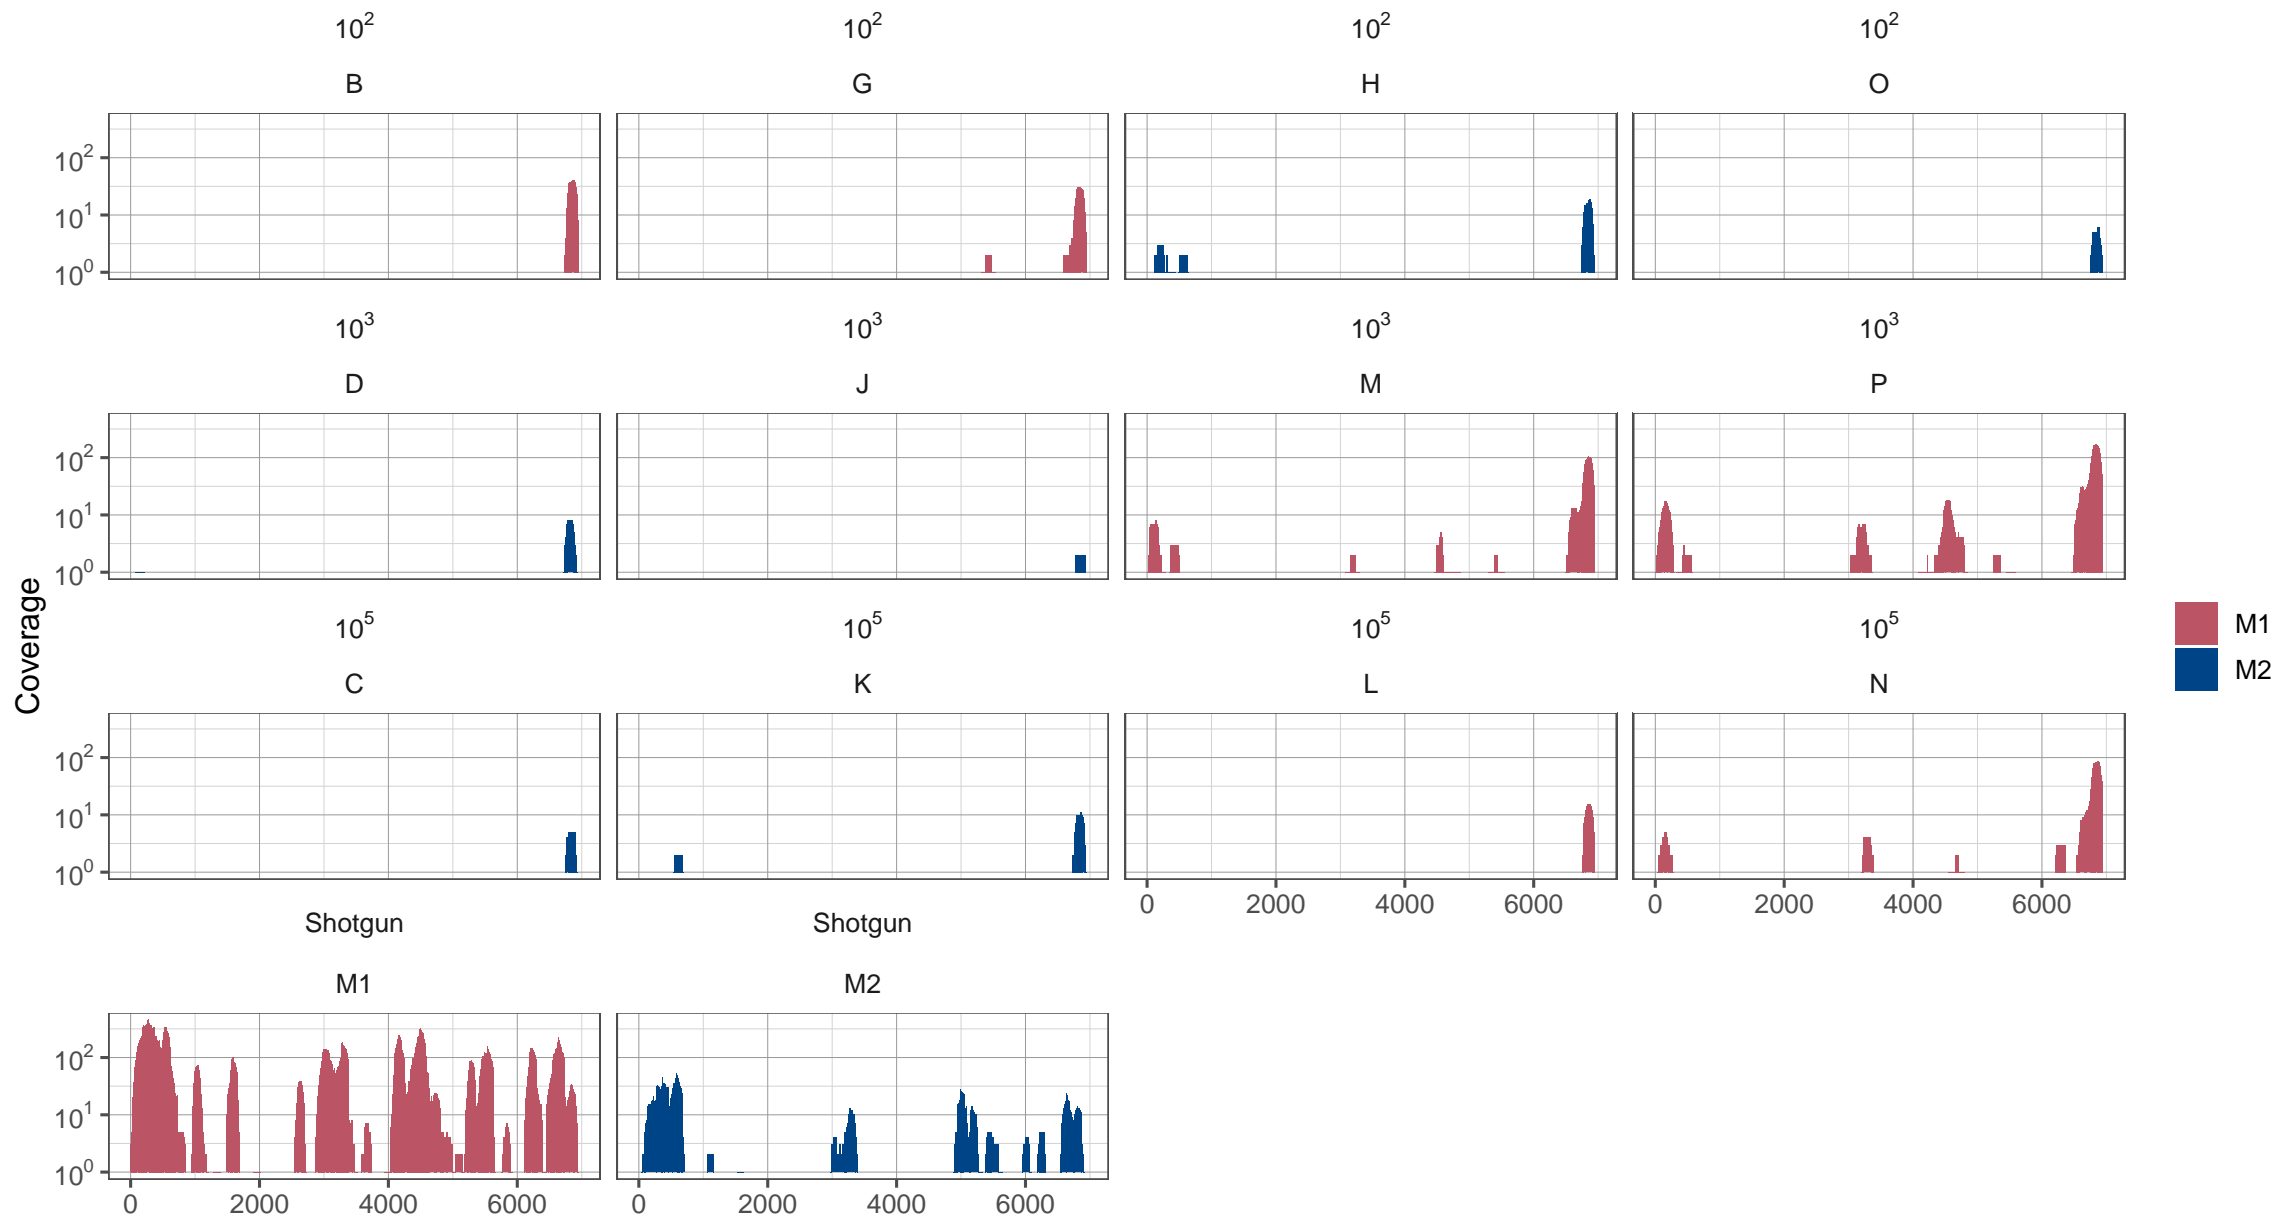 10² 10² 10² 10²
B G H O
10²
10¹
10⁰
10³ 10³ 10³ 10³
D J M P
10²
10¹
10⁰
10⁵ 10⁵ 10⁵ 10⁵
C K L N
10²
10¹
10⁰
0 2000 4000 6000 0 2000 4000 6000
Shotgun Shotgun
M1 M2
10²
10¹
10⁰
0 2000 4000 6000 0 2000 4000 6000
Coverage
M1
M2